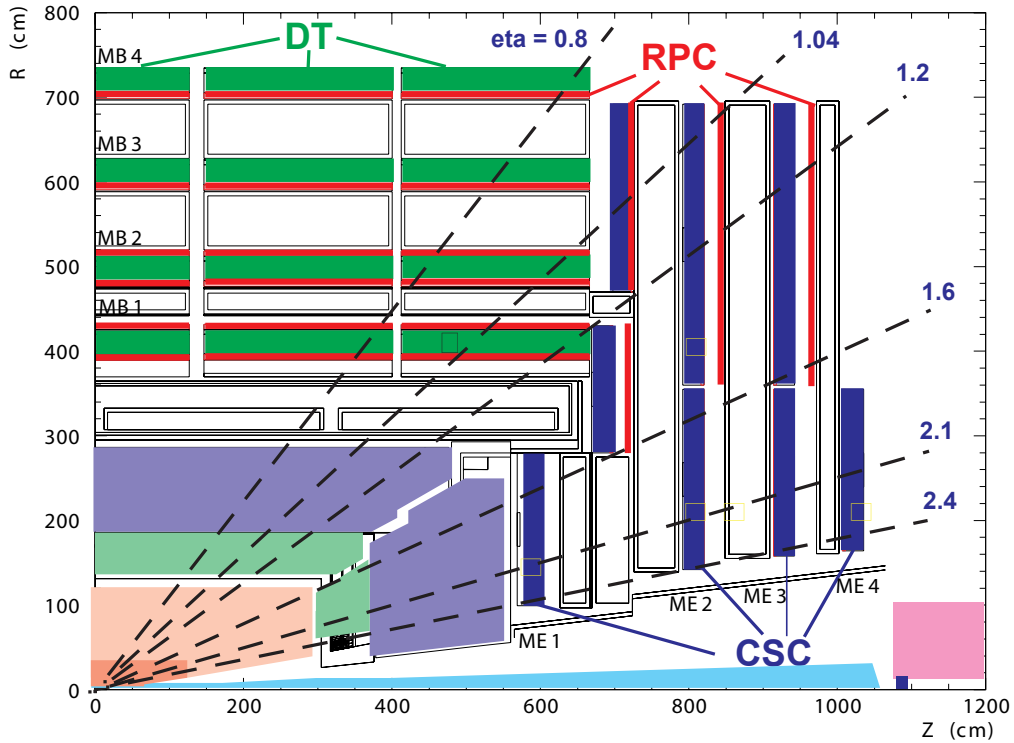 R (cm)
800
700
600
500
400
300
200
100
0
0
200
400
600
800
1000
1200
Z (cm)
MB 4
MB 3
MB 2
MB 1
DT
eta = 0.8
1.04
RPC
1.2
1.6
2.1
2.4
ME 1
ME 2
ME 3
ME 4
CSC